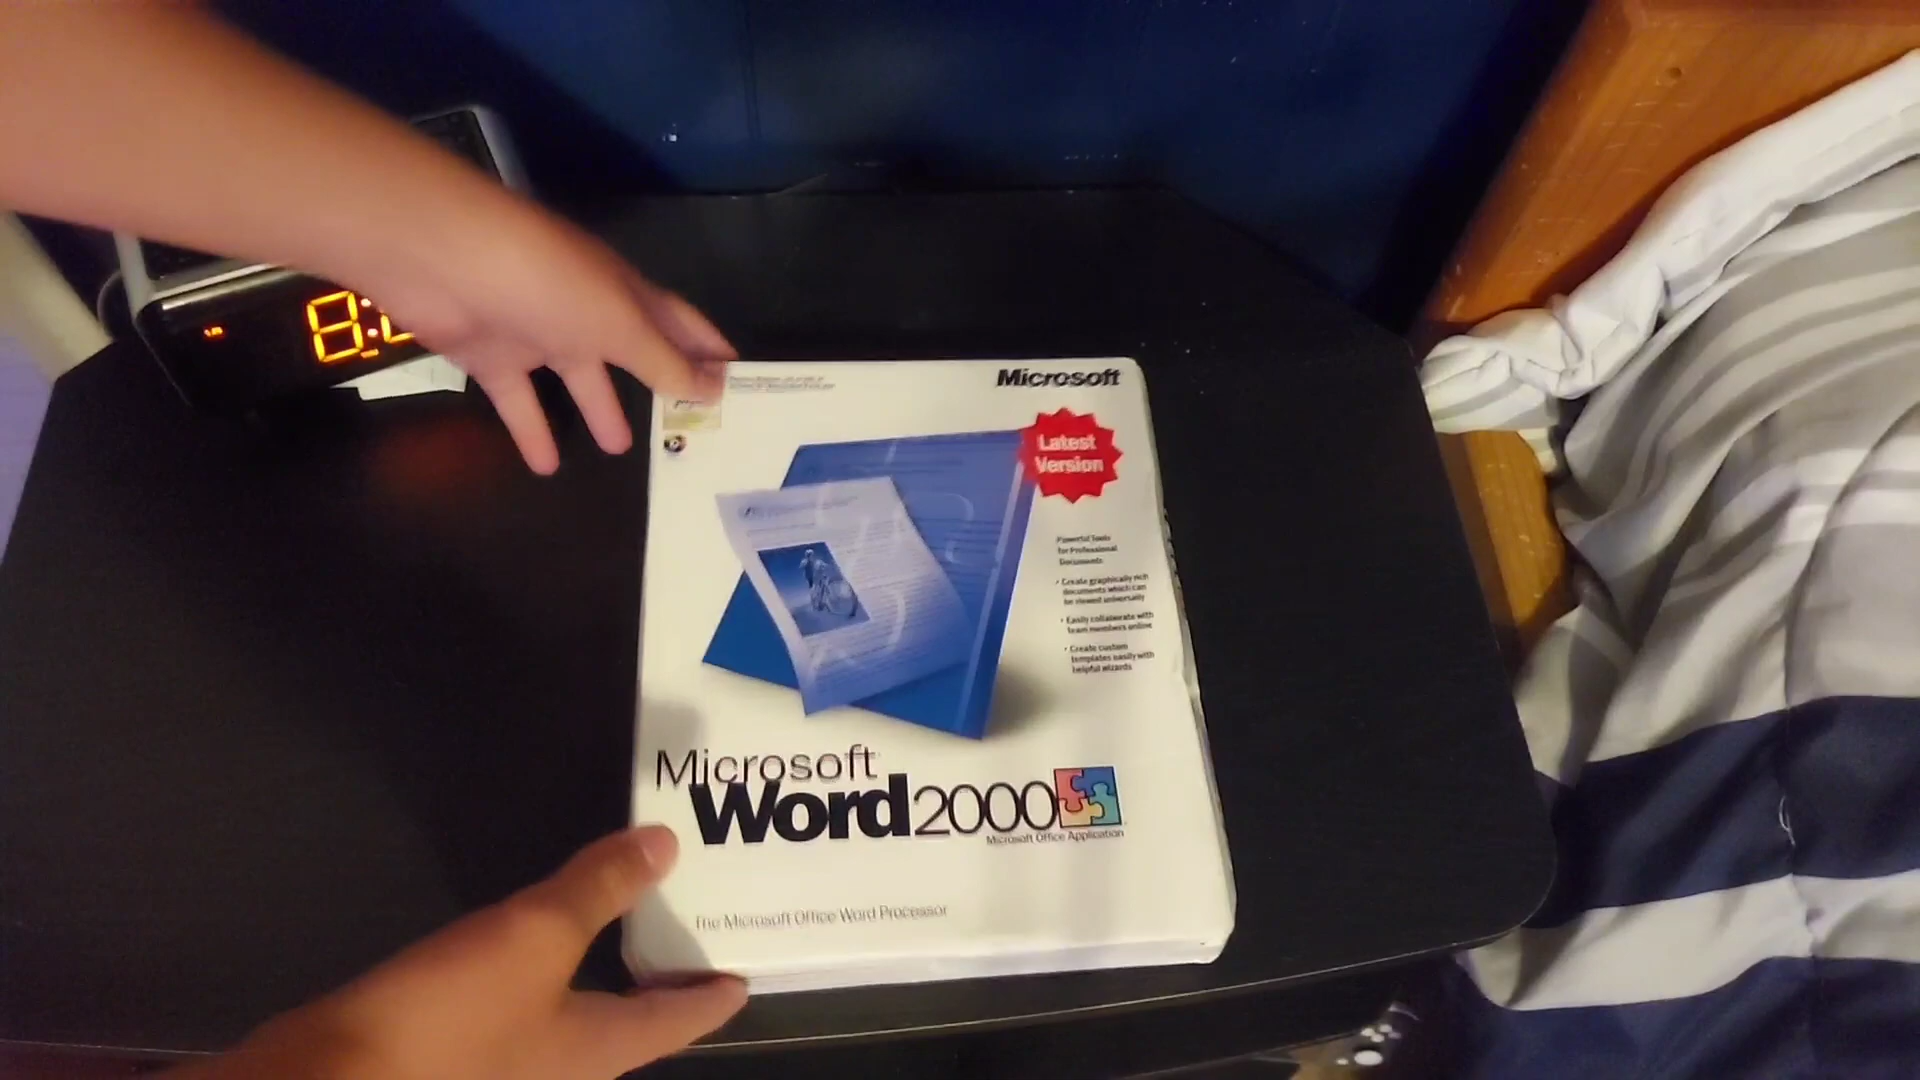 Microsoft
Latest
Version
Powerful Tools
for Professional
Documents
• Create graphically rich
documents which can
be viewed universally
• Easily collaborate with
team members online
• Create custom
templates easily with
helpful wizards
Microsoft
Word 2000
Microsoft Office Application
The Microsoft Office Word Processor